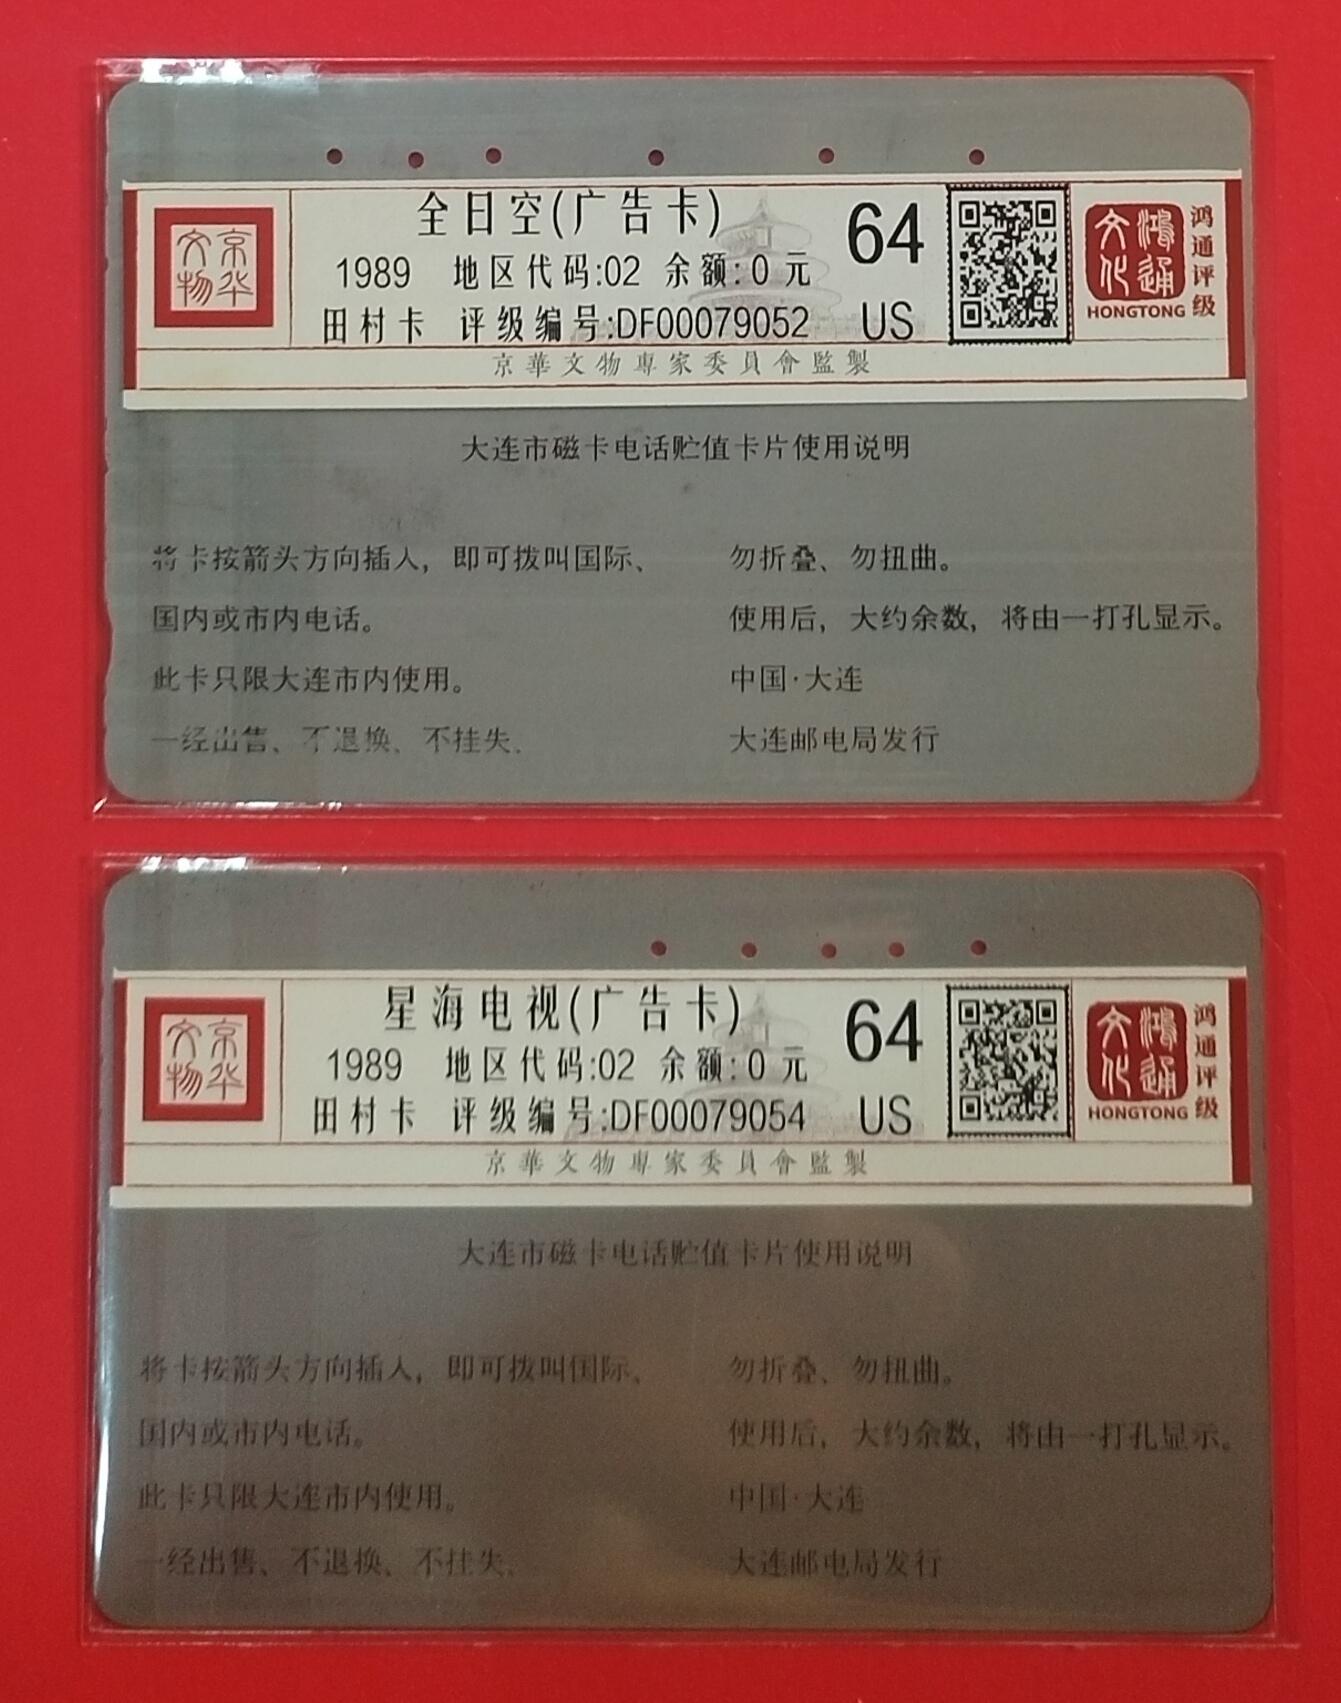 京华
文物
全日空(广告卡)
1989 地区代码:02 余额:0 元
田村卡 评级编号:DF00079052
64
US
鸿通
文化
HONGTONG
鸿通评级
京華文物專家委員會監製
大连市磁卡电话贮值卡片使用说明
将卡按箭头方向插入，即可拨叫国际、
国内或市内电话。
此卡只限大连市内使用。
一经出售、不退换、不挂失。
勿折叠、勿扭曲。
使用后，大约余数，将由一打孔显示。
中国·大连
大连邮电局发行
京华
文物
星海电视(广告卡)
1989 地区代码:02 余额:0 元
田村卡 评级编号:DF00079054
64
US
鸿通
文化
HONGTONG
鸿通评级
京華文物專家委員會監製
大连市磁卡电话贮值卡片使用说明
将卡按箭头方向插入，即可拨叫国际、
国内或市内电话。
此卡只限大连市内使用。
一经出售、不退换、不挂失。
勿折叠、勿扭曲。
使用后，大约余数，将由一打孔显示。
中国·大连
大连邮电局发行